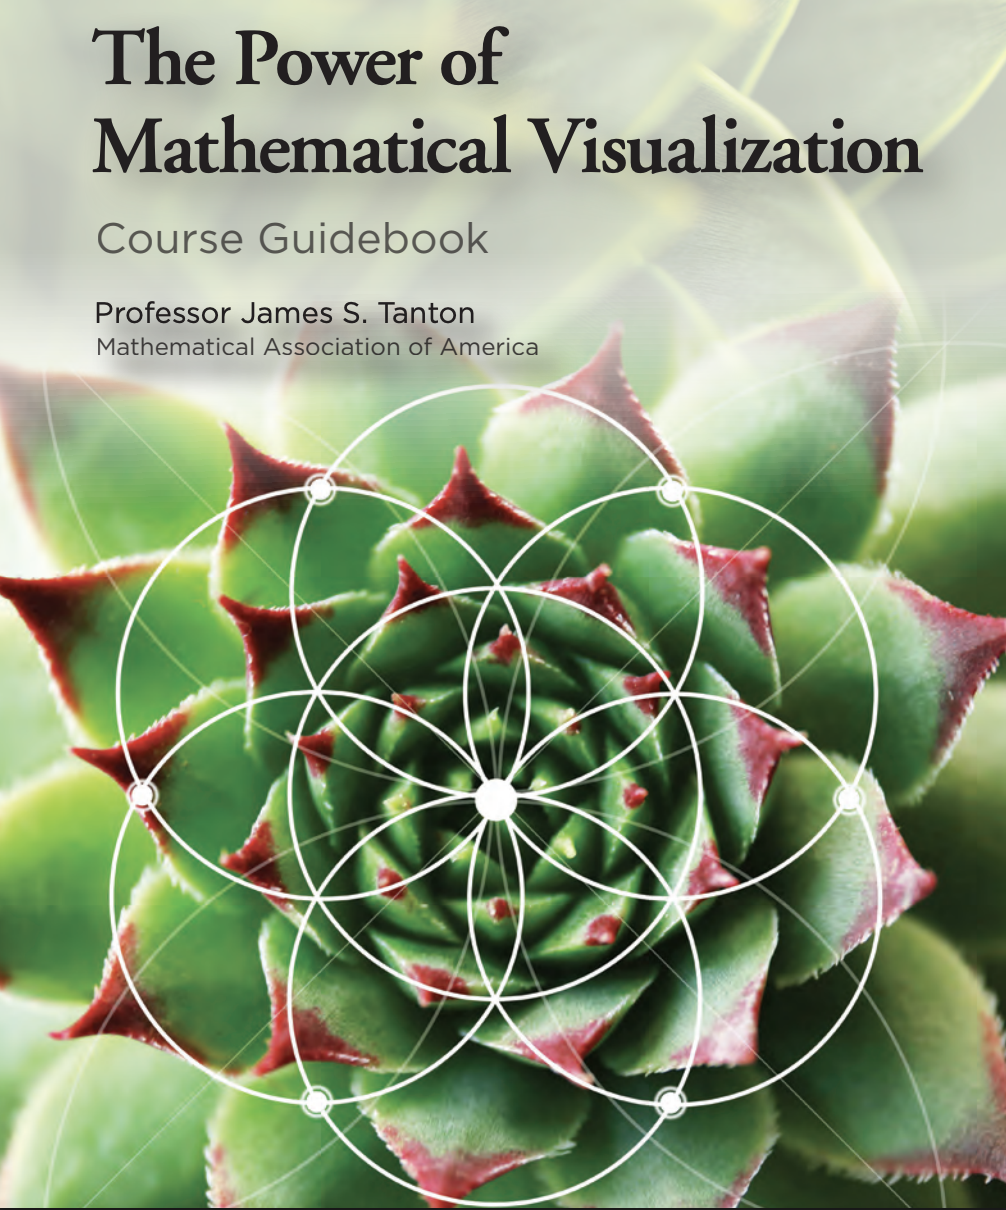 The Power of
Mathematical Visualization
Course Guidebook
Professor James S. Tanton
Mathematical Association of America